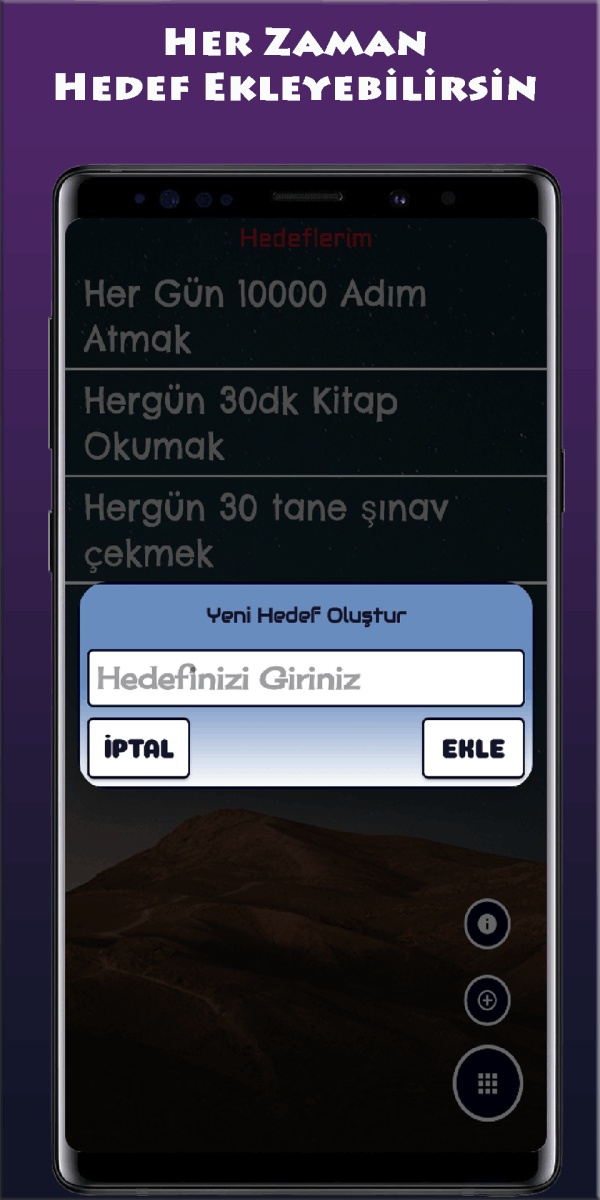 Her Zaman
Hedef Ekleyebilirsin
Hedeflerim
Her Gün 10000 Adım
Atmak
Hergün 30dk Kitap
Okumak
Hergün 30 tane şınav
çekmek
Yeni Hedef Oluştur
Hedefinizi Giriniz
İPTAL
EKLE